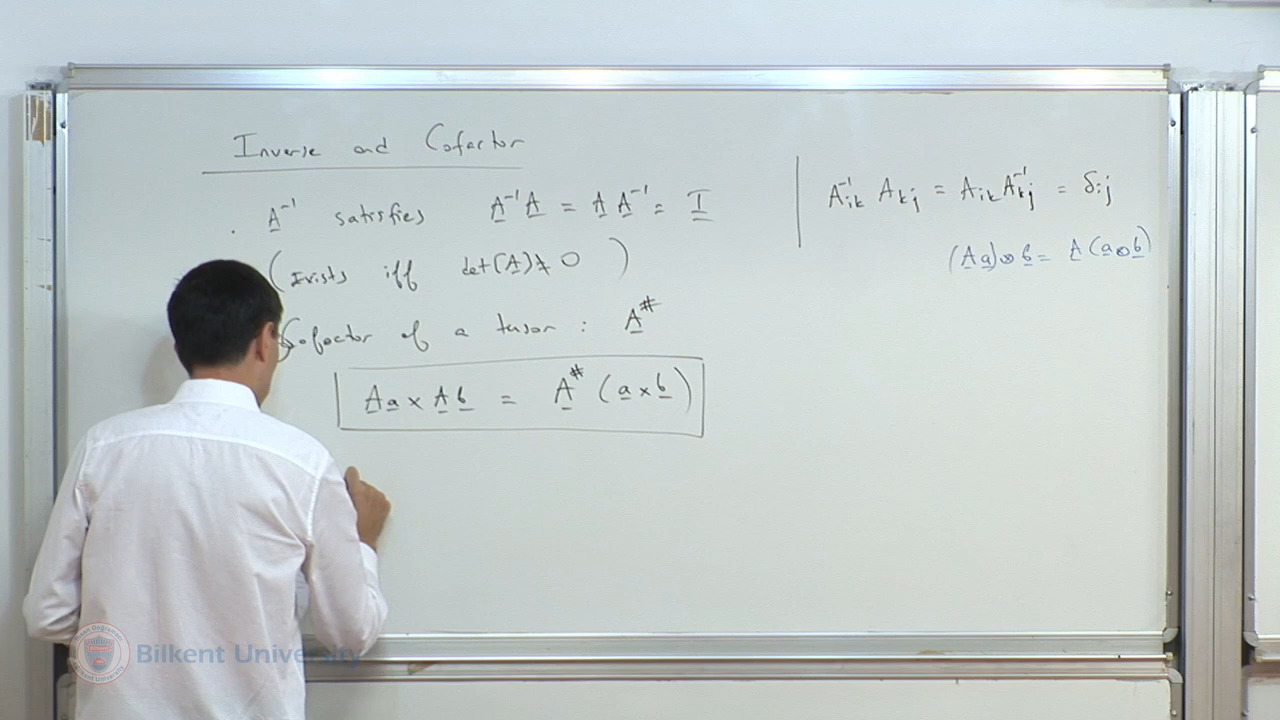 Inverse and Cofactor
A⁻¹ satisfies A⁻¹A = A A⁻¹ = I
(Exists iff det(A) ≠ 0)
Cofactor of a tensor : A^#
Aa × Ab = A^# (a × b)
A⁻¹ik Akj = Aik A⁻¹kj = δij
(Aa)⊗b = A(a⊗b)
Bilkent University